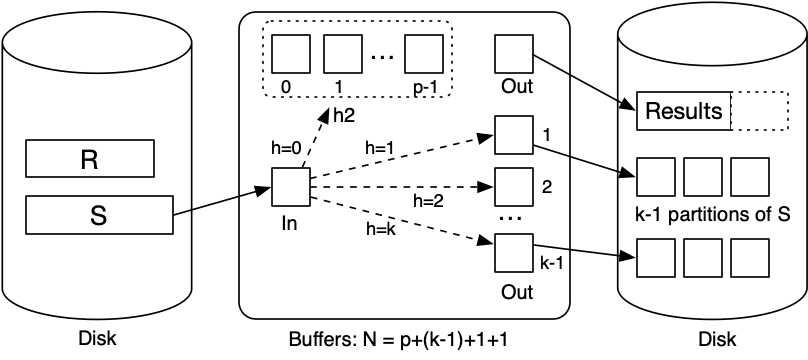 0 1 ... p-1
Out
h2
R
h=0
h=1
1
S
In
h=2
2
...
h=k
k-1
Out
Results
k-1 partitions of S
Disk
Buffers: N = p+(k-1)+1+1
Disk